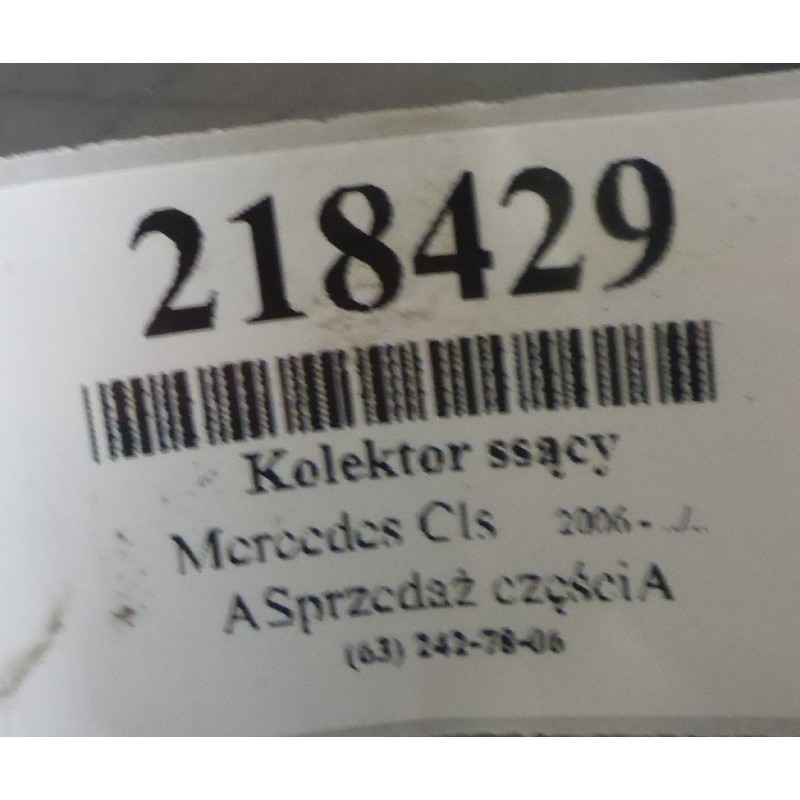 218429
Kolektor ssący
Mercedes Cls 2006 - ../..
ASprzedaż częściA
(63) 242-78-06